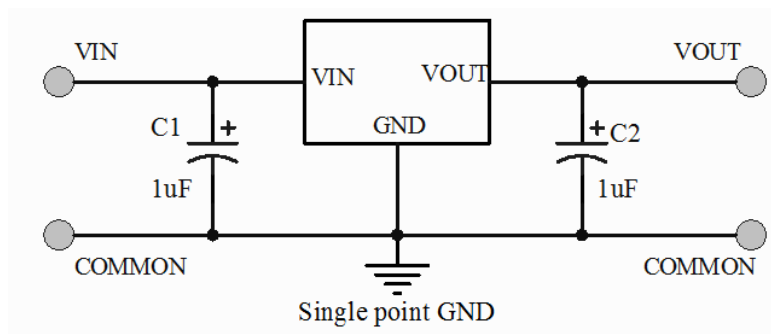 VIN
VOUT
VIN
VOUT
GND
C1
+
1uF
+
C2
1uF
COMMON
COMMON
Single point GND